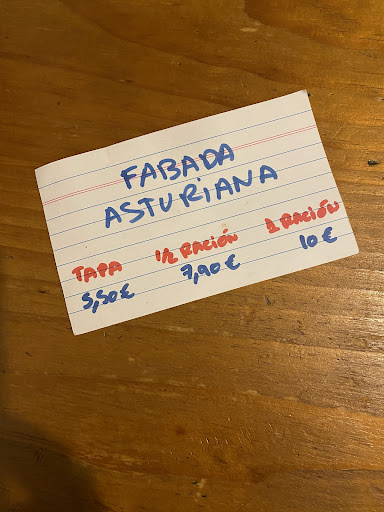 FABADA
ASTURIANA
TAPA 1/2 RACIÓN 1 RACIÓN
5,50€ 7,90€ 10€